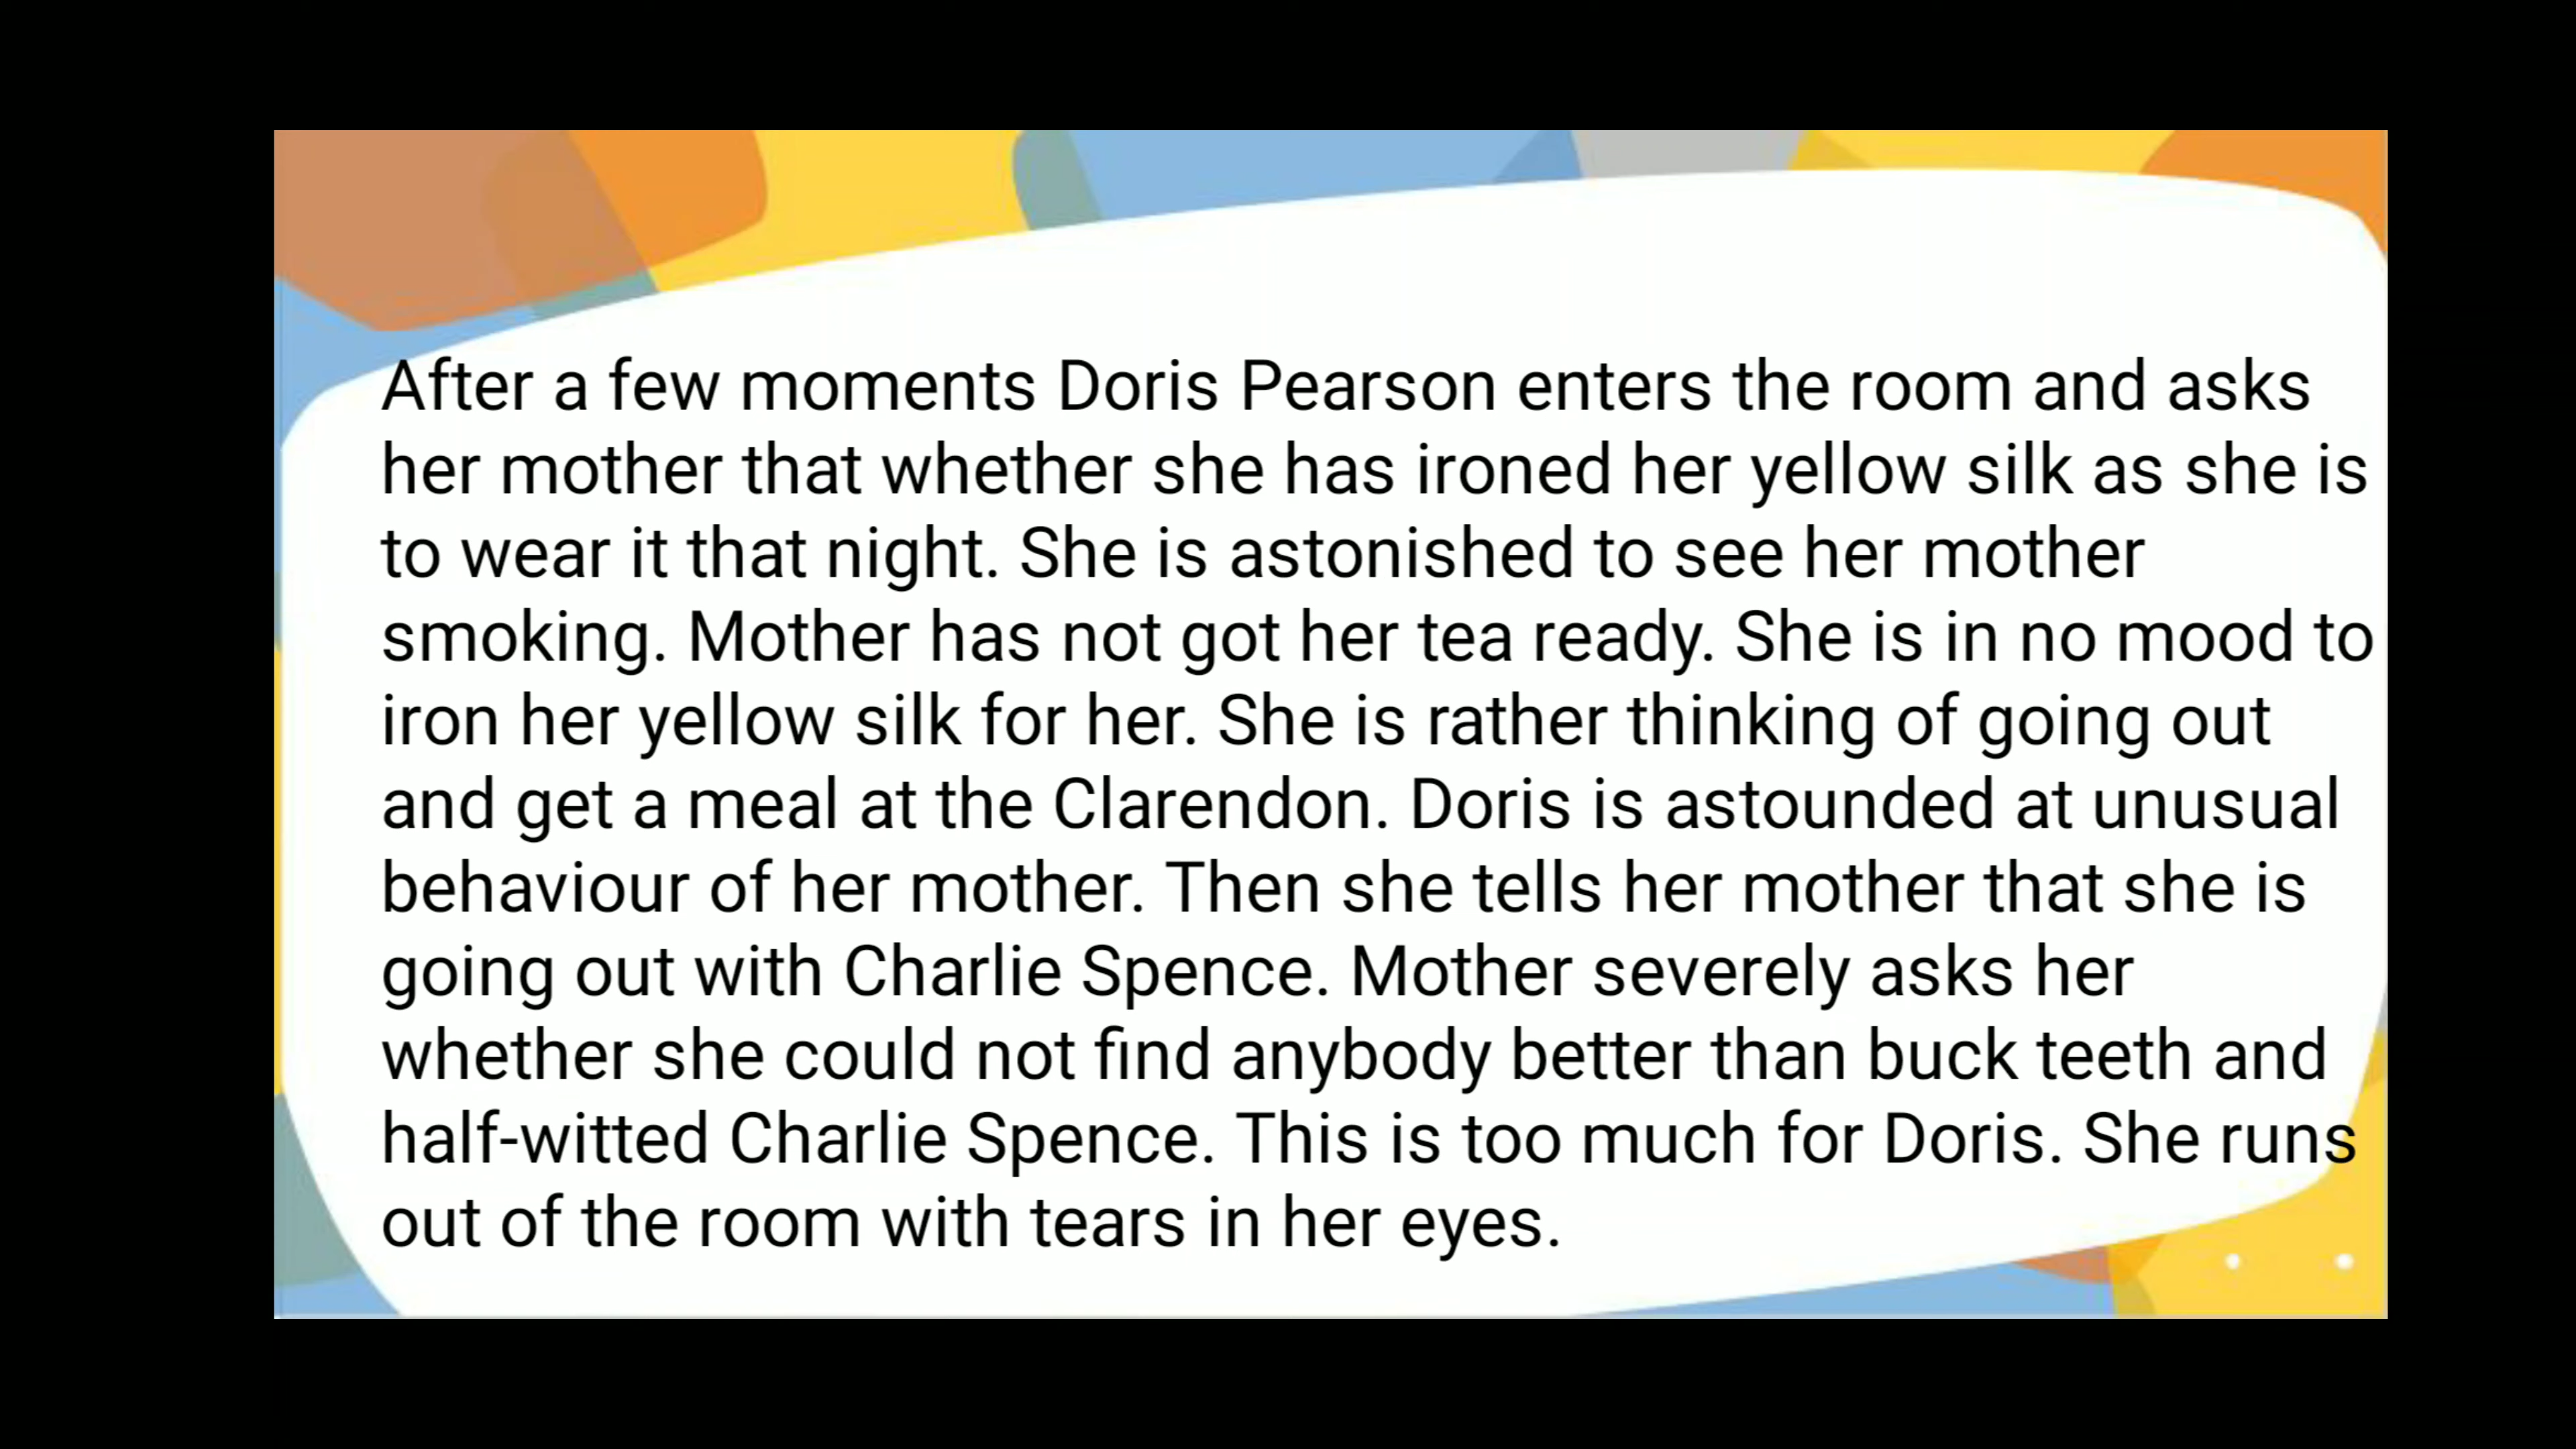 After a few moments Doris Pearson enters the room and asks
her mother that whether she has ironed her yellow silk as she is
to wear it that night. She is astonished to see her mother
smoking. Mother has not got her tea ready. She is in no mood to
iron her yellow silk for her. She is rather thinking of going out
and get a meal at the Clarendon. Doris is astounded at unusual
behaviour of her mother. Then she tells her mother that she is
going out with Charlie Spence. Mother severely asks her
whether she could not find anybody better than buck teeth and
half-witted Charlie Spence. This is too much for Doris. She runs
out of the room with tears in her eyes.